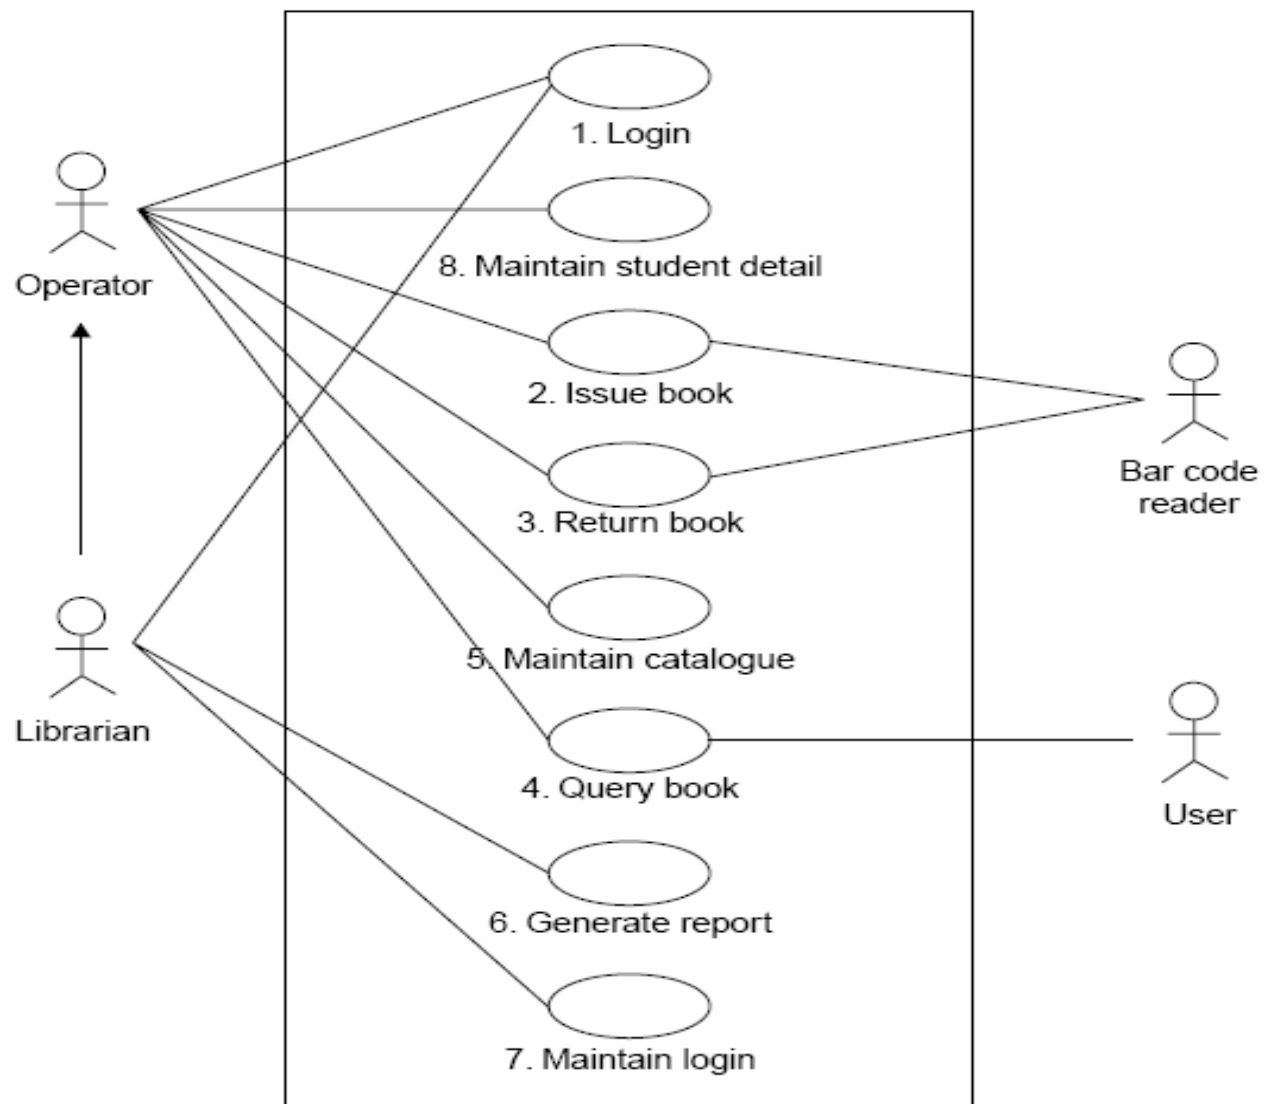 1. Login
8. Maintain student detail
Operator
2. Issue book
Bar code
reader
3. Return book
5. Maintain catalogue
Librarian
4. Query book
User
6. Generate report
7. Maintain login